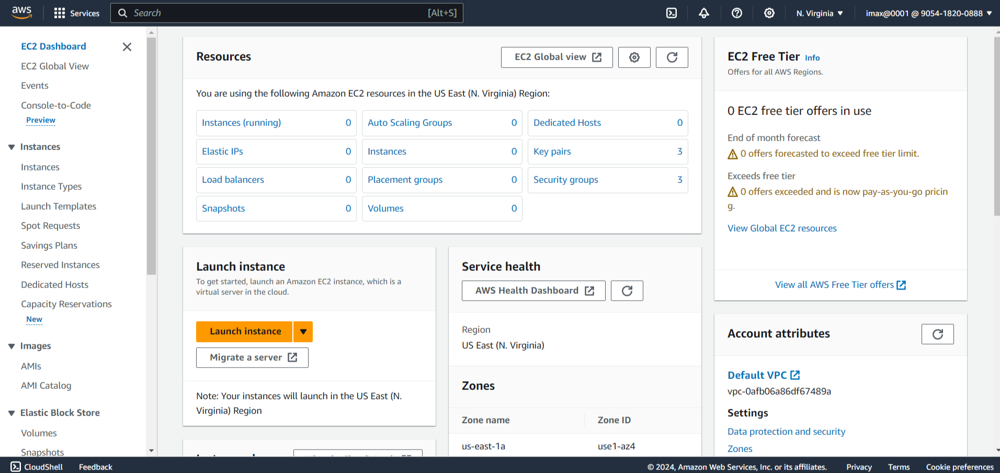 aws
Services
Search
[Alt+S]
N. Virginia
imax@0001 @ 9054-1820-0888
EC2 Dashboard
EC2 Global View
Events
Console-to-Code
Preview
Instances
Instances
Instance Types
Launch Templates
Spot Requests
Savings Plans
Reserved Instances
Dedicated Hosts
Capacity Reservations
New
Images
AMIs
AMI Catalog
Elastic Block Store
Volumes
Snapshots
Resources
EC2 Global view
You are using the following Amazon EC2 resources in the US East (N. Virginia) Region:
Instances (running) 0
Auto Scaling Groups 0
Dedicated Hosts 0
Elastic IPs 0
Instances 0
Key pairs 3
Load balancers 0
Placement groups 0
Security groups 3
Snapshots 0
Volumes 0
Launch instance
To get started, launch an Amazon EC2 instance, which is a
virtual server in the cloud.
Launch instance
Migrate a server
Note: Your instances will launch in the US East (N.
Virginia) Region
Service health
AWS Health Dashboard
Region
US East (N. Virginia)
Zones
Zone name Zone ID
us-east-1a use1-az4
EC2 Free Tier Info
Offers for all AWS Regions.
0 EC2 free tier offers in use
End of month forecast
0 offers forecasted to exceed free tier limit.
Exceeds free tier
0 offers exceeded and is now pay-as-you-go pricin
g.
View Global EC2 resources
View all AWS Free Tier offers
Account attributes
Default VPC
vpc-0afb06a86df67489a
Settings
Data protection and security
Zones
CloudShell
Feedback
© 2024, Amazon Web Services, Inc. or its affiliates.
Privacy
Terms
Cookie preferences